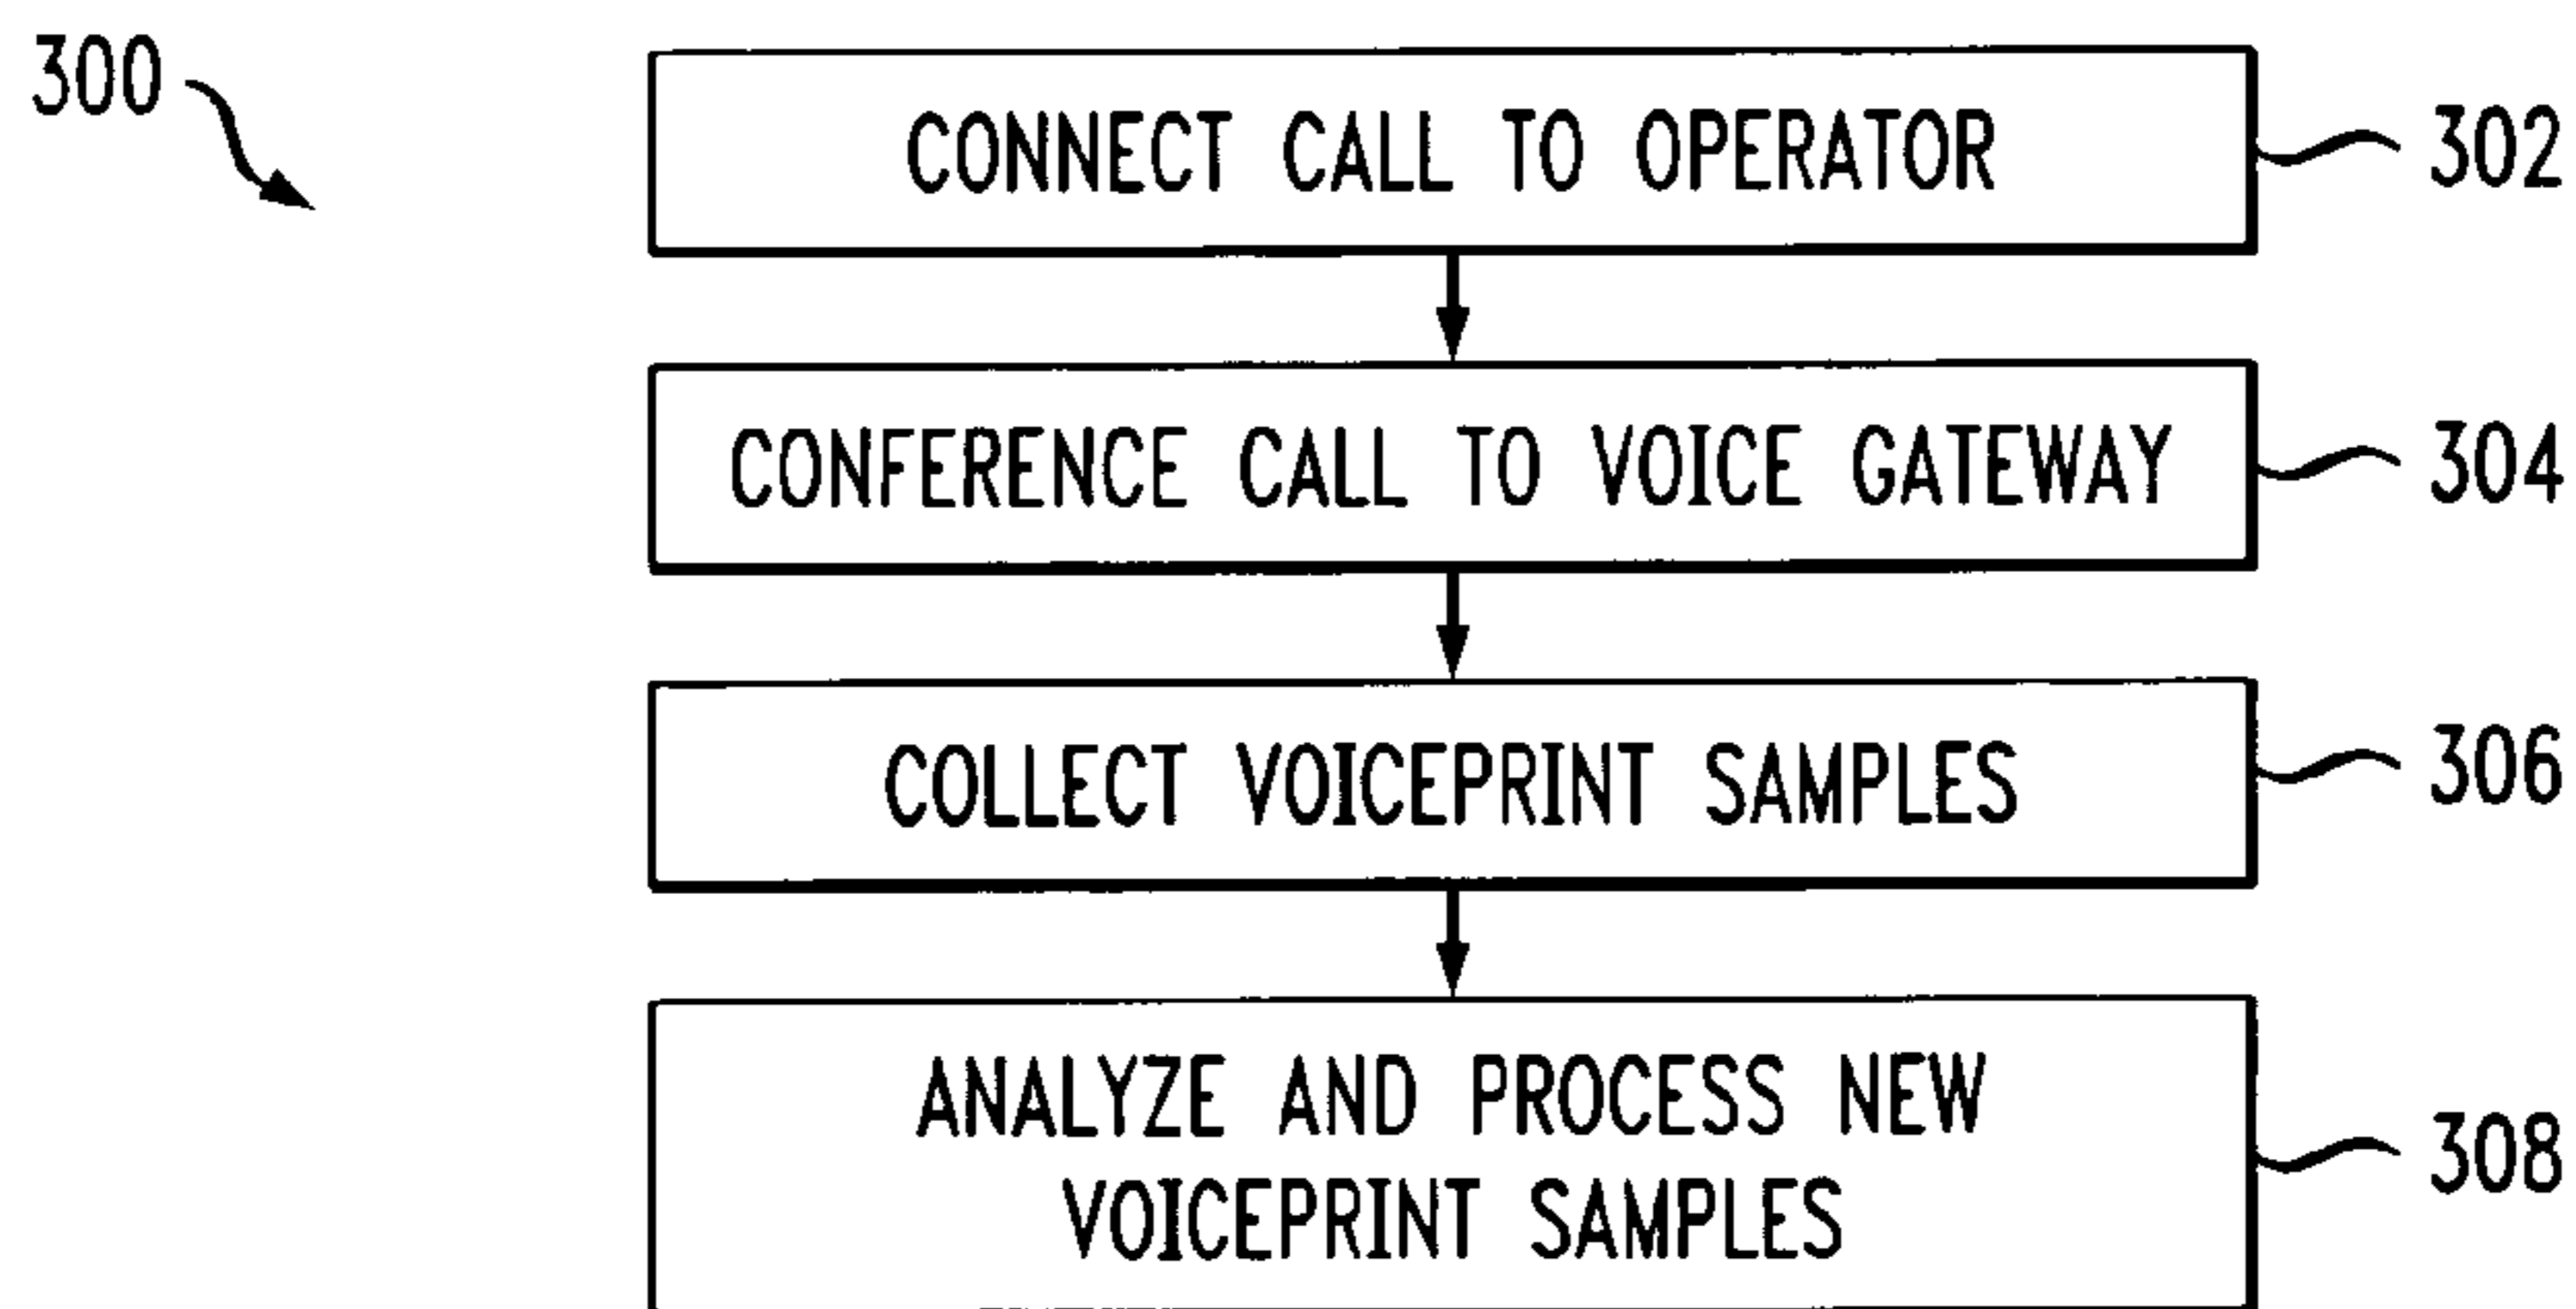 300
CONNECT CALL TO OPERATOR
302
CONFERENCE CALL TO VOICE GATEWAY
304
COLLECT VOICEPRINT SAMPLES
306
ANALYZE AND PROCESS NEW
VOICEPRINT SAMPLES
308